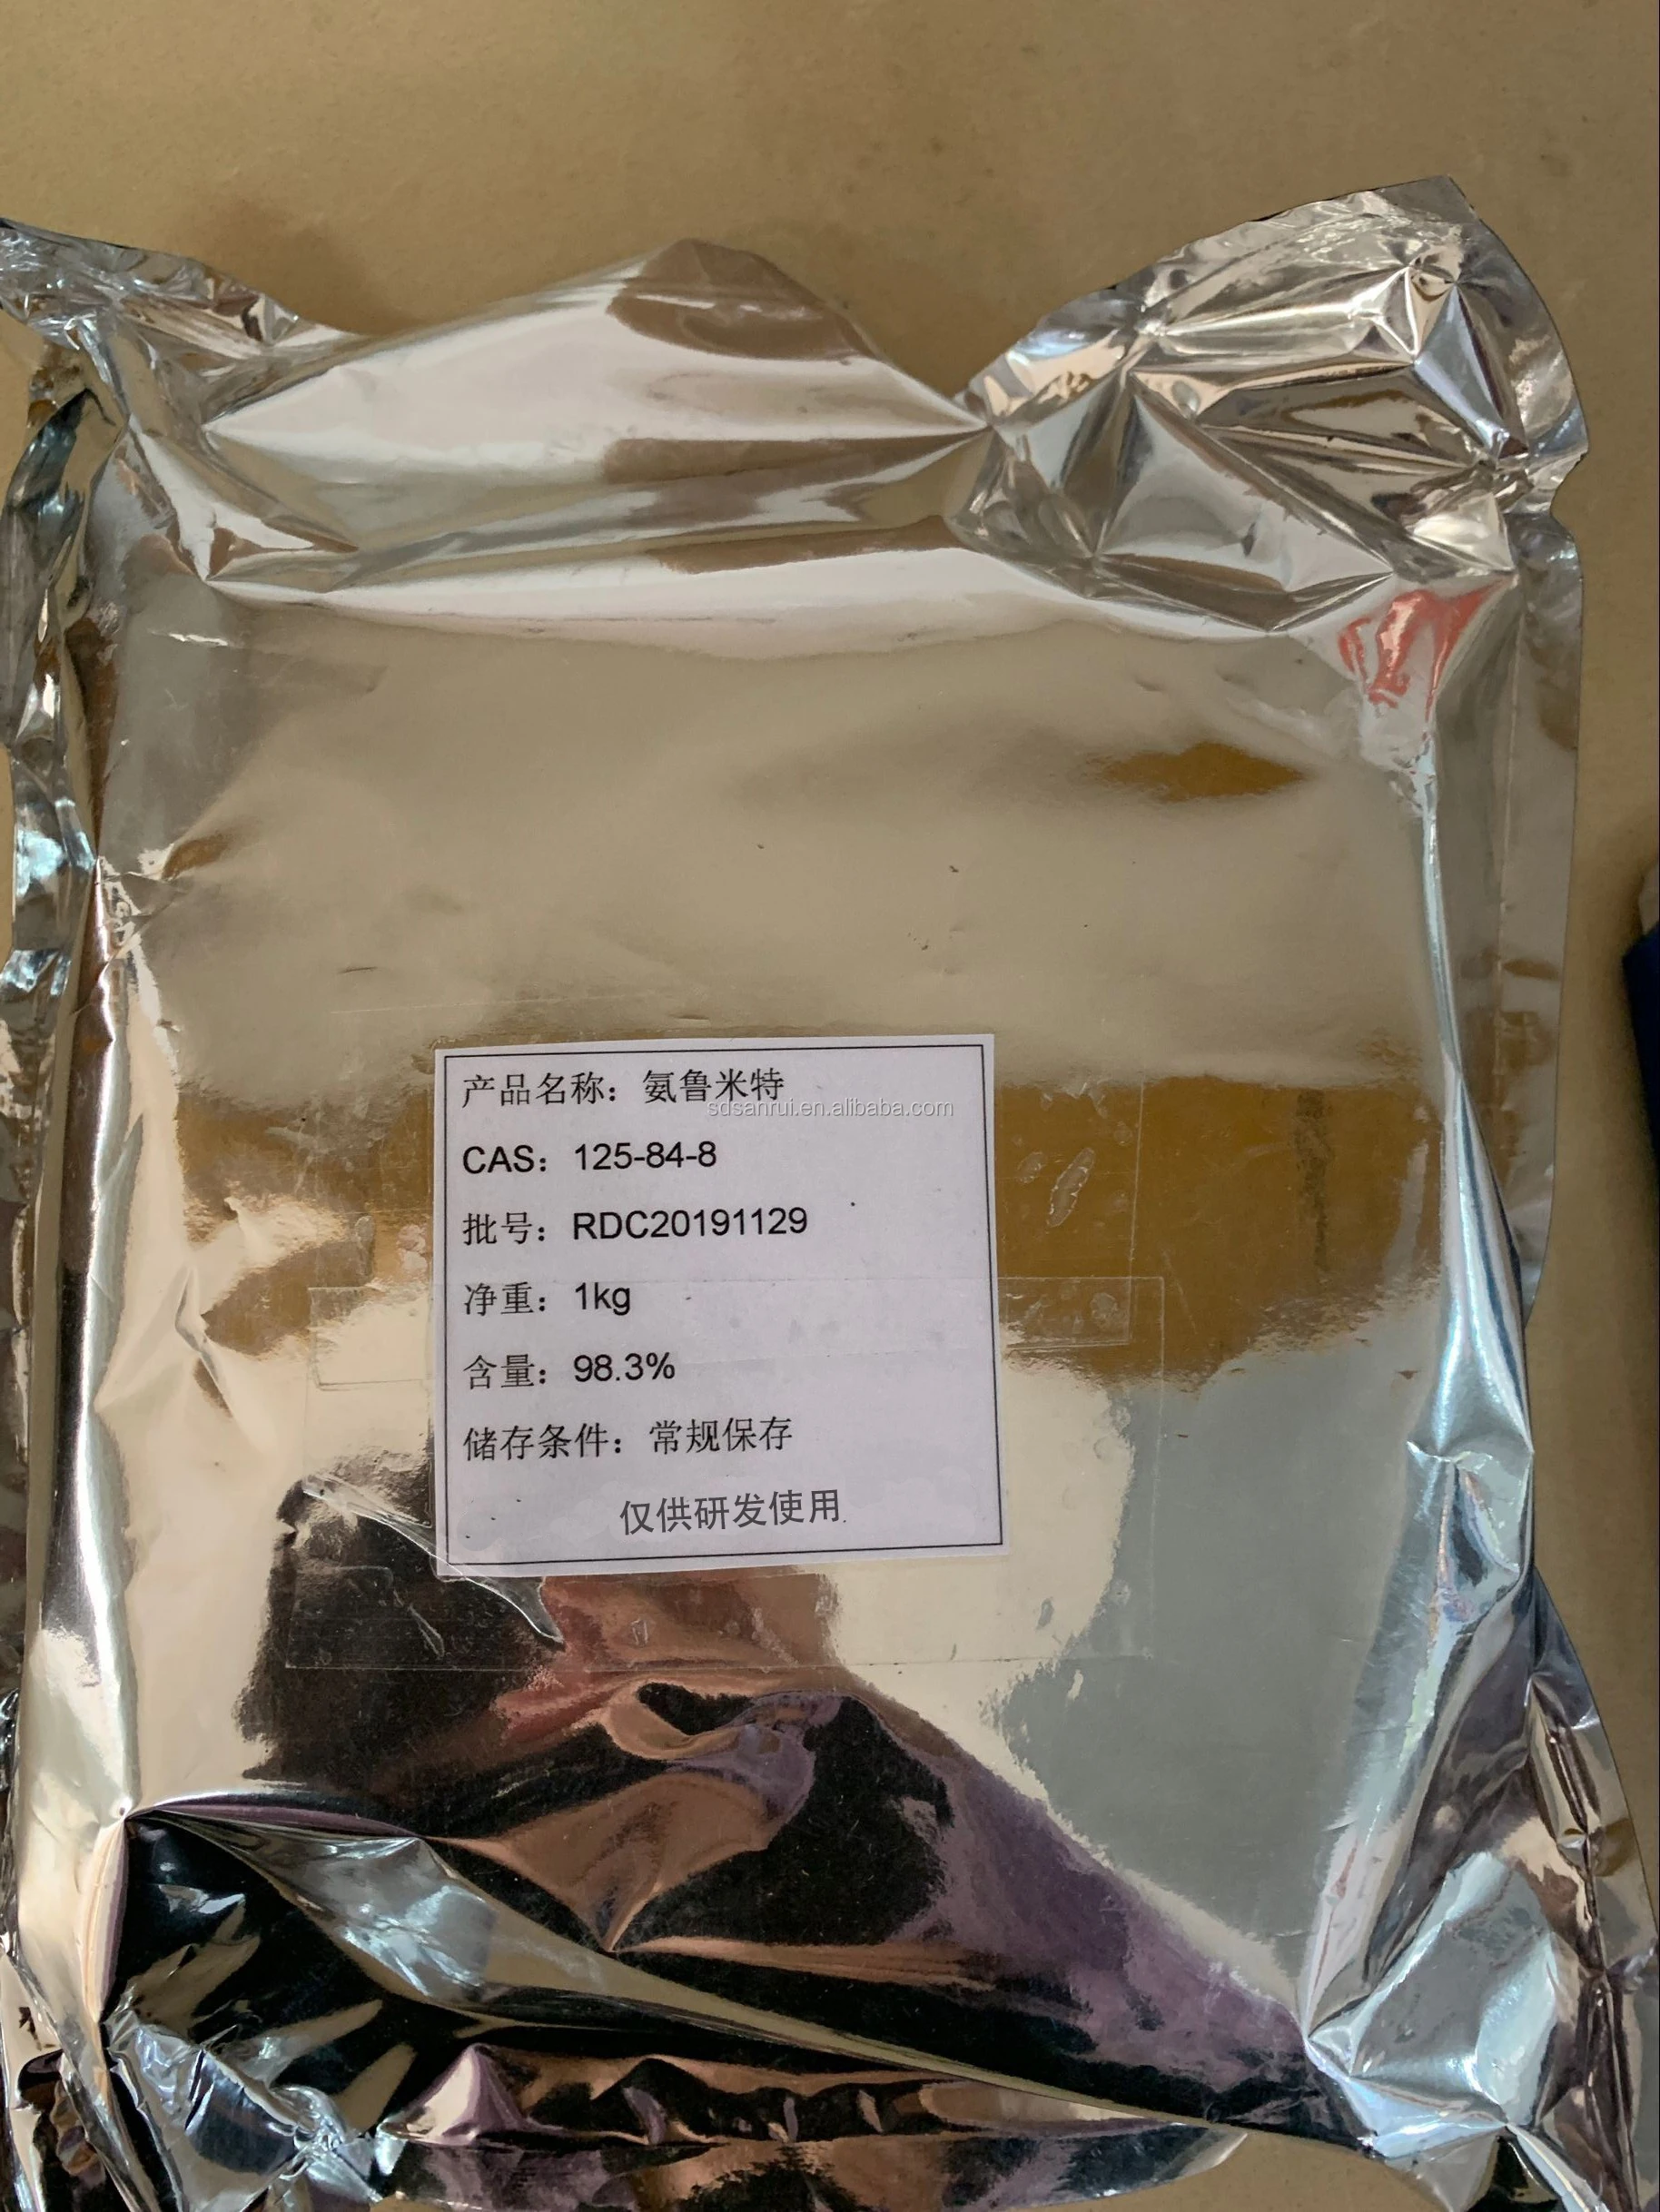 产品名称：氨鲁米特
sdsanrui.en.alibaba.com
CAS：125-84-8
批号：RDC20191129
净重：1kg
含量：98.3%
储存条件：常规保存
仅供研发使用